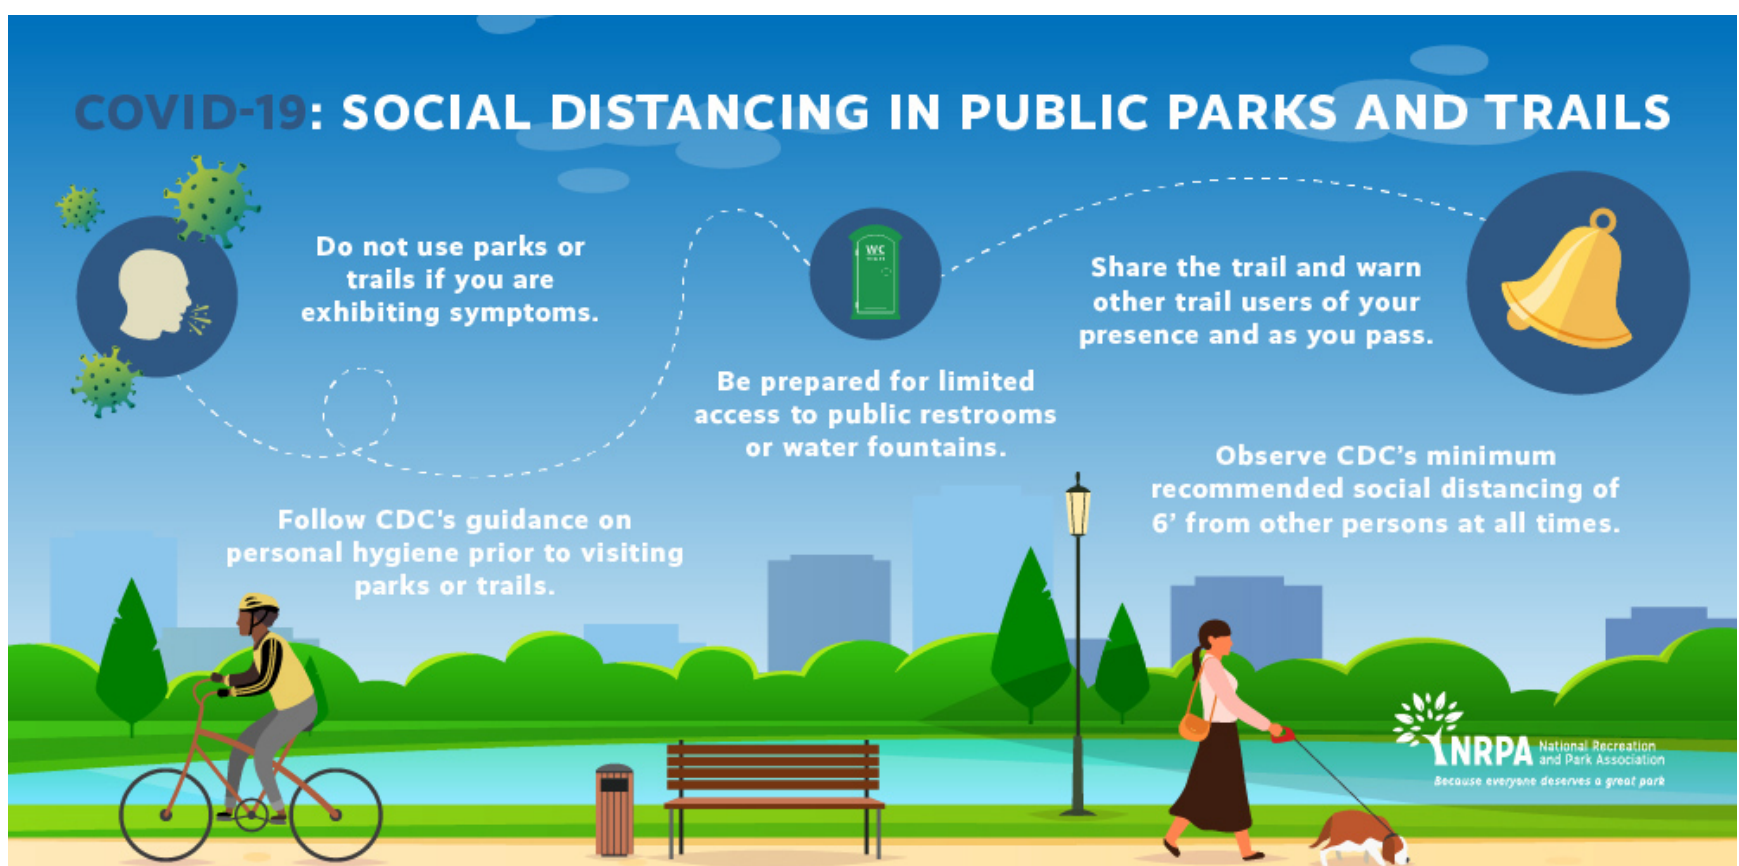 COVID-19: SOCIAL DISTANCING IN PUBLIC PARKS AND TRAILS
Do not use parks or
trails if you are
exhibiting symptoms.
Follow CDC's guidance on
personal hygiene prior to visiting
parks or trails.
WC
Be prepared for limited
access to public restrooms
or water fountains.
Share the trail and warn
other trail users of your
presence and as you pass.
Observe CDC's minimum
recommended social distancing of
6' from other persons at all times.
NRPA National Recreation
and Park Association
Because everyone deserves a great park